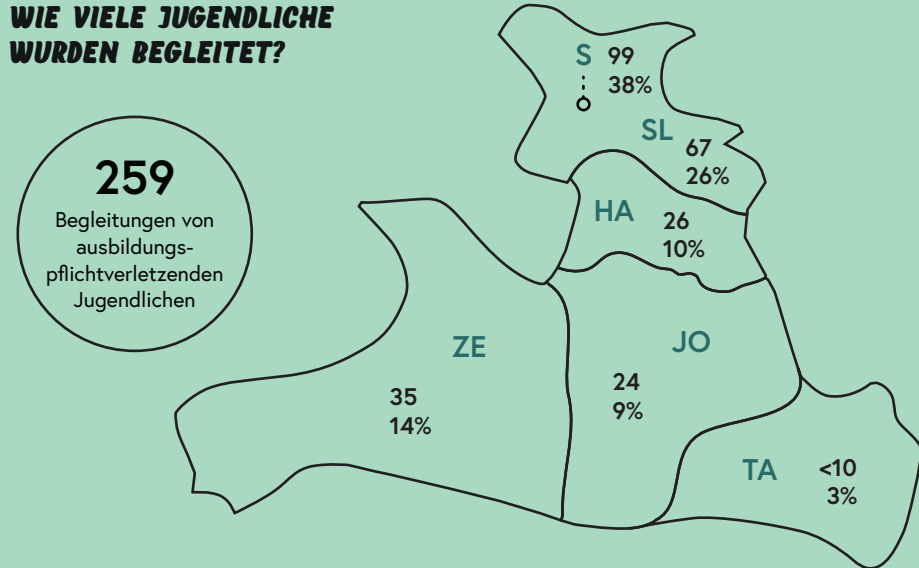 WIE VIELE JUGENDLICHE
WURDEN BEGLEITET?
259
Begleitungen von
ausbildungs-
pflichtverletzenden
Jugendlichen
S
99
38%
SL
67
26%
HA
26
10%
ZE
35
14%
JO
24
9%
TA
<10
3%